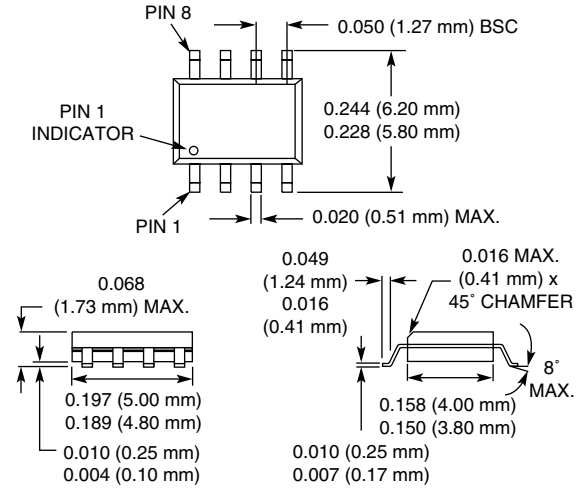 PIN 8
0.050 (1.27 mm) BSC
PIN 1
INDICATOR
0.244 (6.20 mm)
0.228 (5.80 mm)
PIN 1
0.020 (0.51 mm) MAX.
0.068
(1.73 mm) MAX.
0.197 (5.00 mm)
0.189 (4.80 mm)
0.010 (0.25 mm)
0.004 (0.10 mm)
0.049
(1.24 mm)
0.016
(0.41 mm)
0.016 MAX.
(0.41 mm) x
45° CHAMFER
8°
MAX.
0.158 (4.00 mm)
0.150 (3.80 mm)
0.010 (0.25 mm)
0.007 (0.17 mm)